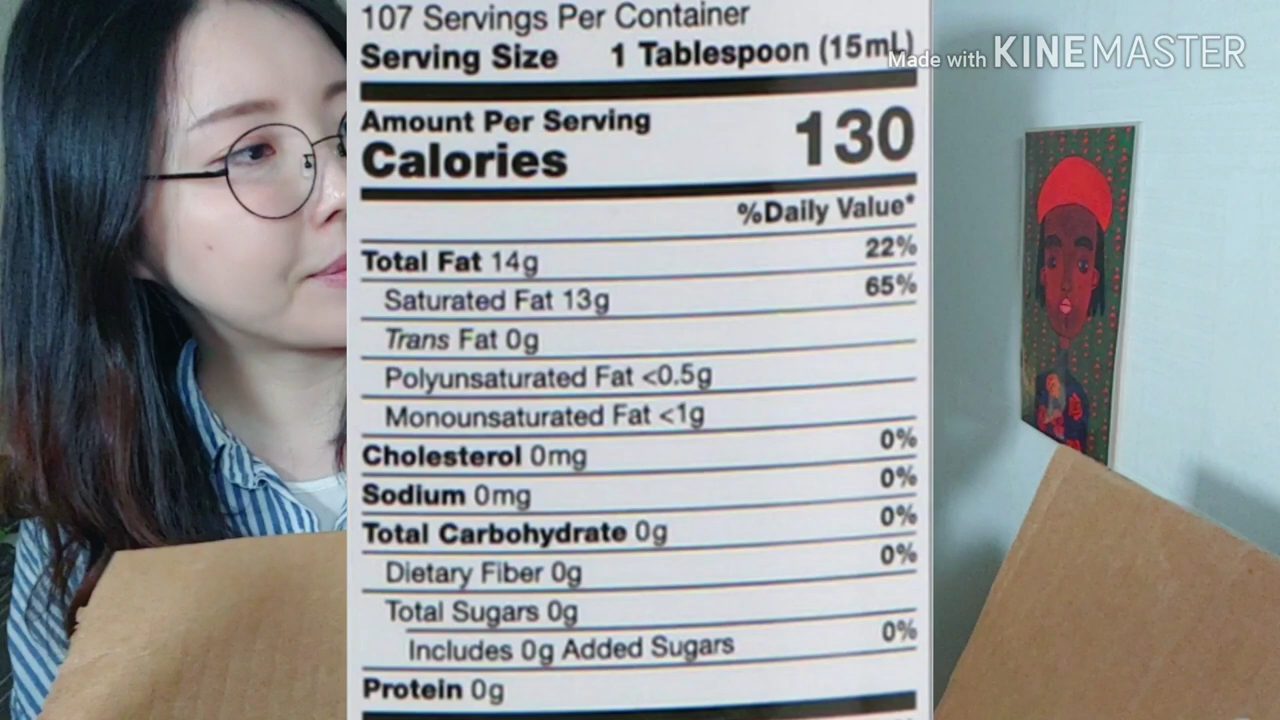 107 Servings Per Container
Serving Size 1 Tablespoon (15mL)
Made with KINEMASTER
Amount Per Serving
Calories 130
%Daily Value*
Total Fat 14g 22%
Saturated Fat 13g 65%
Trans Fat 0g
Polyunsaturated Fat <0.5g
Monounsaturated Fat <1g
Cholesterol 0mg 0%
Sodium 0mg 0%
Total Carbohydrate 0g 0%
Dietary Fiber 0g 0%
Total Sugars 0g
Includes 0g Added Sugars 0%
Protein 0g